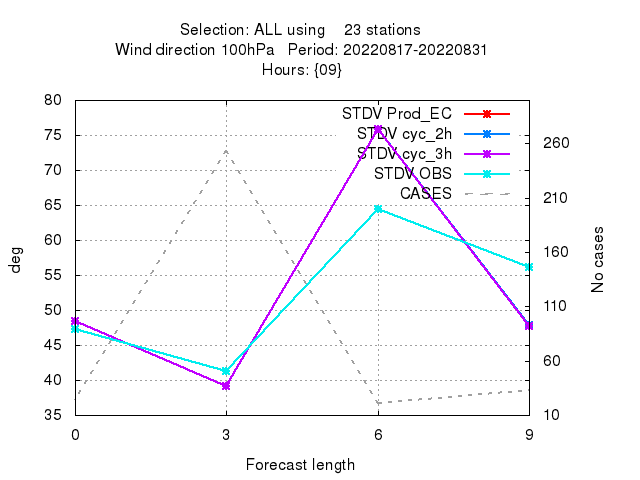 Selection: ALL using 23 stations
Wind direction 100hPa Period: 20220817-20220831
Hours: {09}
80
75
70
65
60
55
50
45
40
35
deg
STDV Prod_EC
STDV cyc_2h
STDV cyc_3h
STDV OBS
CASES
260
210
160
110
60
10
No cases
0 3 6 9
Forecast length